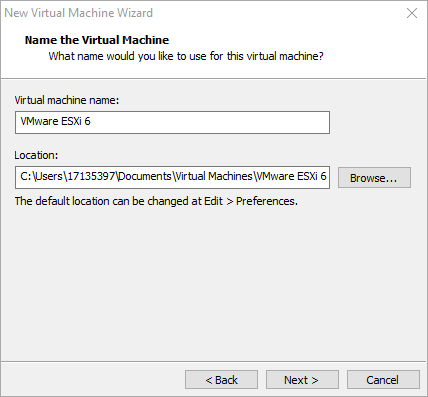 New Virtual Machine Wizard
Name the Virtual Machine
What name would you like to use for this virtual machine?
Virtual machine name:
VMware ESXi 6
Location:
C:\Users\17135397\Documents\Virtual Machines\VMware ESXi 6
Browse...
The default location can be changed at Edit > Preferences.
< Back
Next >
Cancel